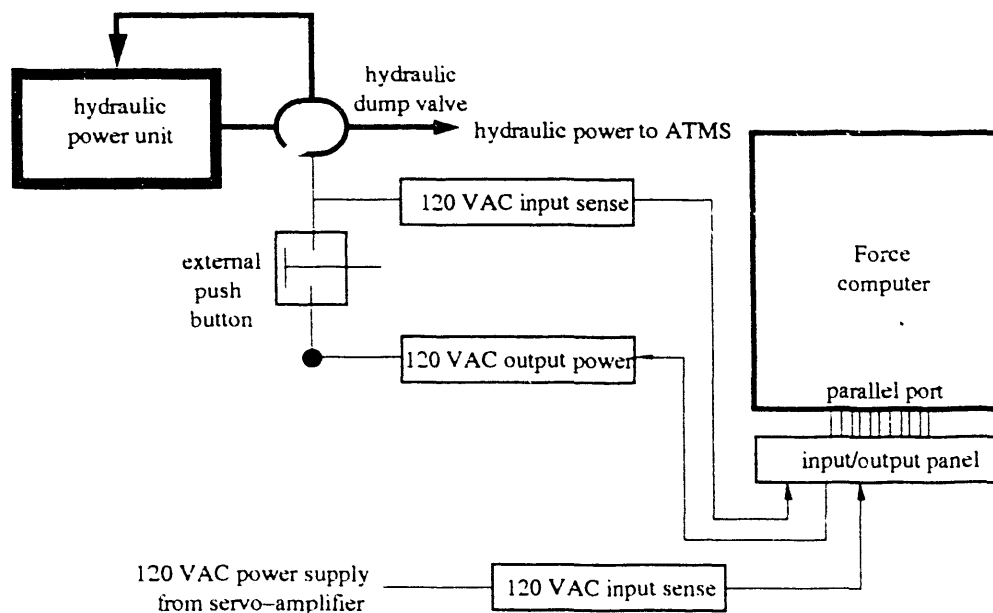 hydraulic
power unit
hydraulic
dump valve
hydraulic power to ATMS
120 VAC input sense
external
push
button
Force
computer
120 VAC output power
parallel port
input/output panel
120 VAC power supply
from servo-amplifier
120 VAC input sense